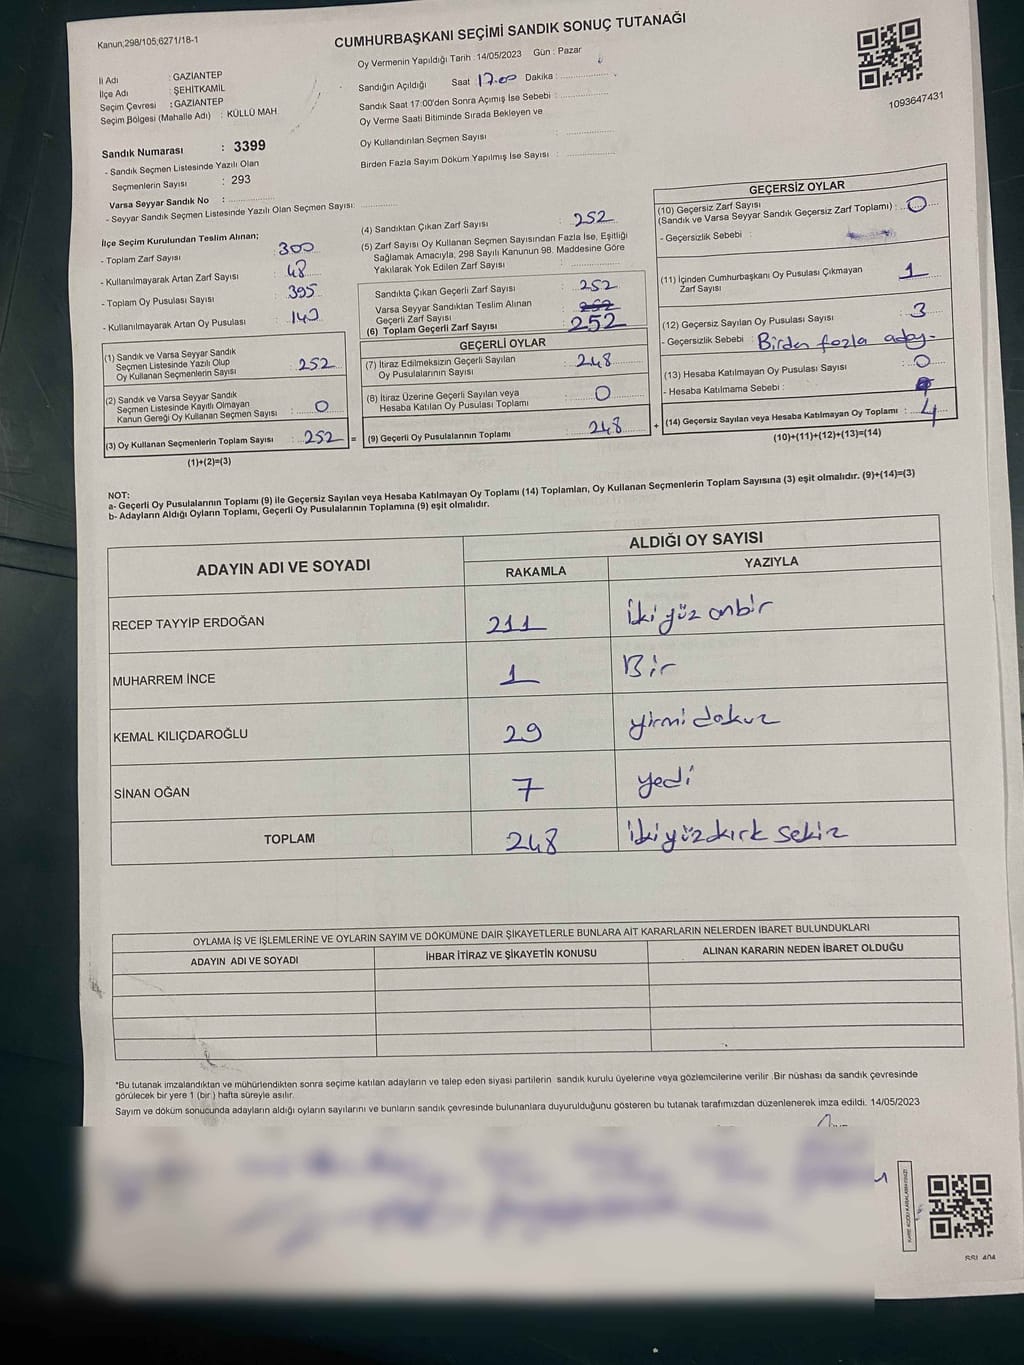 Kanun;298/105;6271/18-1
CUMHURBAŞKANI SEÇİMİ SANDIK SONUÇ TUTANAĞI
Oy Vermenin Yapıldığı Tarih : 14/05/2023 Gün : Pazar
İl Adı : GAZİANTEP
İlçe Adı : ŞEHİTKAMİL
Seçim Çevresi : GAZİANTEP
Seçim Bölgesi (Mahalle Adı) : KÜLLÜ MAH
Sandık Numarası : 3399
- Sandık Seçmen Listesinde Yazılı Olan
Seçmenlerin Sayısı : 293
Varsa Seyyar Sandık No :
- Seyyar Sandık Seçmen Listesinde Yazılı Olan Seçmen Sayısı:
Sandığın Açıldığı Saat 17.00 Dakika :
Sandık Saat 17:00'den Sonra Açımış İse Sebebi :
Oy Verme Saati Bitiminde Sırada Bekleyen ve
Oy Kullandırılan Seçmen Sayısı :
Birden Fazla Sayım Döküm Yapılmış İse Sayısı :
1093647431
İlçe Seçim Kurulundan Teslim Alınan;
- Toplam Zarf Sayısı : 300
- Kullanılmayarak Artan Zarf Sayısı : 48
- Toplam Oy Pusulası Sayısı : 395
- Kullanılmayarak Artan Oy Pusulası : 143
(1) Sandık ve Varsa Seyyar Sandık
Seçmen Listesinde Yazılı Olup
Oy Kullanan Seçmenlerin Sayısı : 252
(2) Sandık ve Varsa Seyyar Sandık
Seçmen Listesinde Kayıtlı Olmayan
Kanun Gereği Oy Kullanan Seçmen Sayısı : 0
(3) Oy Kullanan Seçmenlerin Toplam Sayısı : 252 =
(1)+(2)=(3)
(4) Sandıktan Çıkan Zarf Sayısı : 252
(5) Zarf Sayısı Oy Kullanan Seçmen Sayısından Fazla İse, Eşitliği
Sağlamak Amacıyla; 298 Sayılı Kanunun 98. Maddesine Göre
Yakılarak Yok Edilen Zarf Sayısı :
Sandıkta Çıkan Geçerli Zarf Sayısı : 252
Varsa Seyyar Sandıktan Teslim Alınan
Geçerli Zarf Sayısı : 252
(6) Toplam Geçerli Zarf Sayısı : 252
GEÇERLİ OYLAR
(7) İtiraz Edilmeksizin Geçerli Sayılan
Oy Pusulalarının Sayısı : 248
(8) İtiraz Üzerine Geçerli Sayılan veya
Hesaba Katılan Oy Pusulası Toplamı : 0
(9) Geçerli Oy Pusulalarının Toplamı : 248 +
GEÇERSİZ OYLAR
(10) Geçersiz Zarf Sayısı
(Sandık ve Varsa Seyyar Sandık Geçersiz Zarf Toplamı) : 0
- Geçersizlik Sebebi :
(11) İçinden Cumhurbaşkanı Oy Pusulası Çıkmayan
Zarf Sayısı : 1
(12) Geçersiz Sayılan Oy Pusulası Sayısı : 3
- Geçersizlik Sebebi : Birden fazla aday
(13) Hesaba Katılmayan Oy Pusulası Sayısı : 0
- Hesaba Katılmama Sebebi :
(14) Geçersiz Sayılan veya Hesaba Katılmayan Oy Toplamı : 4
(10)+(11)+(12)+(13)=(14)
NOT:
a- Geçerli Oy Pusulalarının Toplamı (9) ile Geçersiz Sayılan veya Hesaba Katılmayan Oy Toplamı (14) Toplamları, Oy Kullanan Seçmenlerin Toplam Sayısına (3) eşit olmalıdır. (9)+(14)=(3)
b- Adayların Aldığı Oyların Toplamı, Geçerli Oy Pusulalarının Toplamına (9) eşit olmalıdır.
ADAYIN ADI VE SOYADI
ALDIĞI OY SAYISI
RAKAMLA YAZIYLA
RECEP TAYYİP ERDOĞAN 211 İki yüz onbir
MUHARREM İNCE 1 Bir
KEMAL KILIÇDAROĞLU 29 yirmi dokuz
SİNAN OĞAN 7 yedi
TOPLAM 248 iki yüz kırk sekiz
OYLAMA İŞ VE İŞLEMLERİNE VE OYLARIN SAYIM VE DÖKÜMÜNE DAİR ŞİKAYETLERLE BUNLARA AİT KARARLARIN NELERDEN İBARET BULUNDUKLARI
ADAYIN ADI VE SOYADI İHBAR İTİRAZ VE ŞİKAYETİN KONUSU ALINAN KARARIN NEDEN İBARET OLDUĞU
*Bu tutanak imzalandıktan ve mühürlendikten sonra seçime katılan adayların ve talep eden siyasi partilerin sandık kurulu üyelerine veya gözlemcilerine verilir .Bir nüshası da sandık çevresinde
görülecek bir yere 1 (bir ) hafta süreyle asılır.
Sayım ve döküm sonucunda adayların aldığı oyların sayılarını ve bunların sandık çevresinde bulunanlara duyurulduğunu gösteren bu tutanak tarafımızdan düzenlenerek imza edildi. 14/05/2023